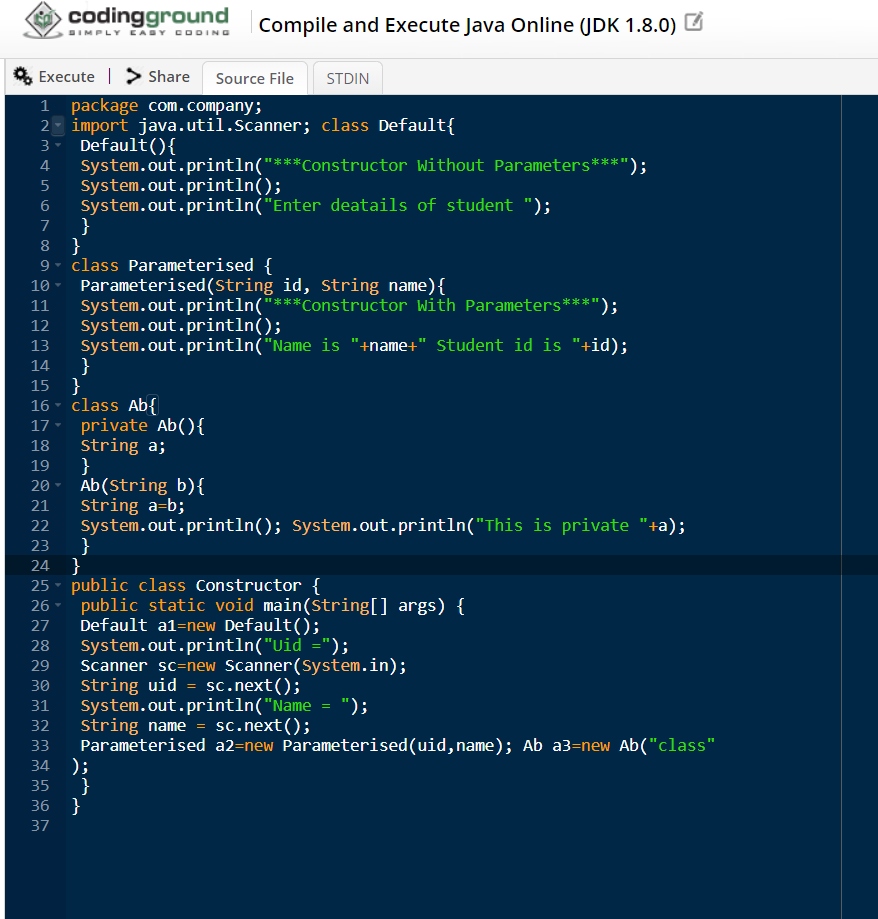 codingground
SIMPLY EASY CODING
Compile and Execute Java Online (JDK 1.8.0)
Execute | Share Source File STDIN
1 package com.company;
2 import java.util.Scanner; class Default{
3 Default(){
4 System.out.println("***Constructor Without Parameters***");
5 System.out.println();
6 System.out.println("Enter deatails of student ");
7 }
8 }
9 class Parameterised {
10 Parameterised(String id, String name){
11 System.out.println("***Constructor With Parameters***");
12 System.out.println();
13 System.out.println("Name is "+name+" Student id is "+id);
14 }
15 }
16 class Ab{
17 private Ab(){
18 String a;
19 }
20 Ab(String b){
21 String a=b;
22 System.out.println(); System.out.println("This is private "+a);
23 }
24 }
25 public class Constructor {
26 public static void main(String[] args) {
27 Default a1=new Default();
28 System.out.println("Uid =");
29 Scanner sc=new Scanner(System.in);
30 String uid = sc.next();
31 System.out.println("Name = ");
32 String name = sc.next();
33 Parameterised a2=new Parameterised(uid,name); Ab a3=new Ab("class"
34 );
35 }
36 }
37